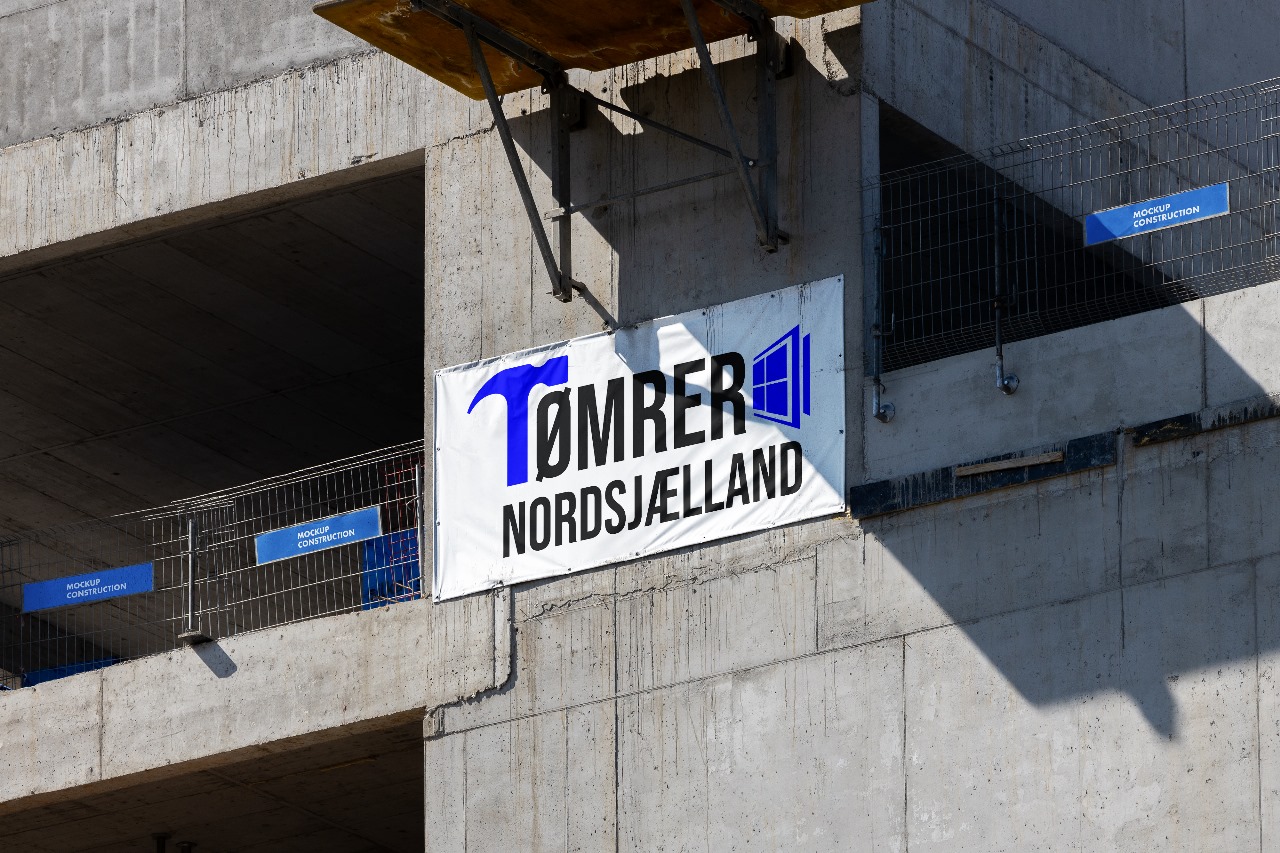 MOCKUP
CONSTRUCTION
TØMRER
NORDSJÆLLAND
MOCKUP
CONSTRUCTION
MOCKUP
CONSTRUCTION